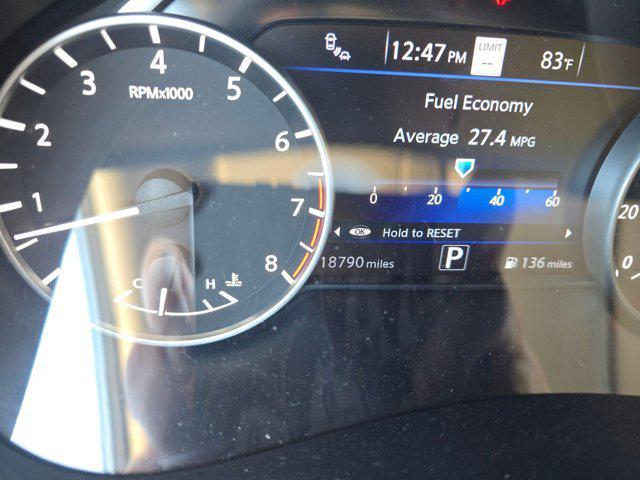 12:47 PM LIMIT -- 83°F
Fuel Economy
Average 27.4 MPG
0 20 40 60
OK Hold to RESET
18790 miles P 136 miles
1 2 3 4 5 6 7 8
RPMx1000
C H
20
0